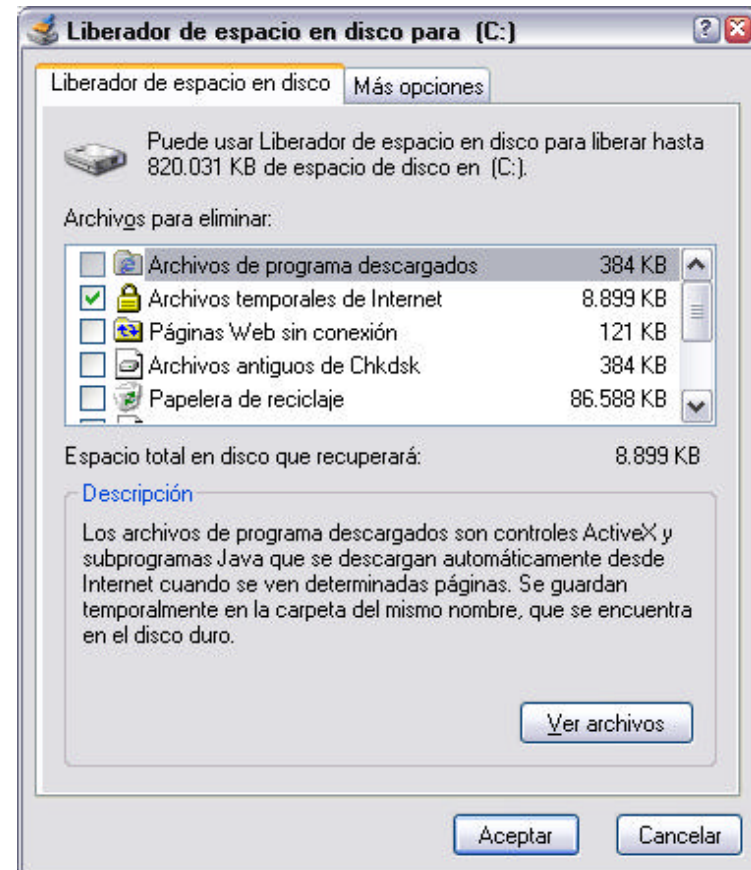 Liberador de espacio en disco para (C:)
Liberador de espacio en disco
Más opciones
Puede usar Liberador de espacio en disco para liberar hasta
820.031 KB de espacio de disco en (C:).
Archivos para eliminar:
Archivos de programa descargados 384 KB
Archivos temporales de Internet 8.899 KB
Páginas Web sin conexión 121 KB
Archivos antiguos de Chkdsk 384 KB
Papelera de reciclaje 86.588 KB
Espacio total en disco que recuperará: 8.899 KB
Descripción
Los archivos de programa descargados son controles ActiveX y
subprogramas Java que se descargan automáticamente desde
Internet cuando se ven determinadas páginas. Se guardan
temporalmente en la carpeta del mismo nombre, que se encuentra
en el disco duro.
Ver archivos
Aceptar
Cancelar